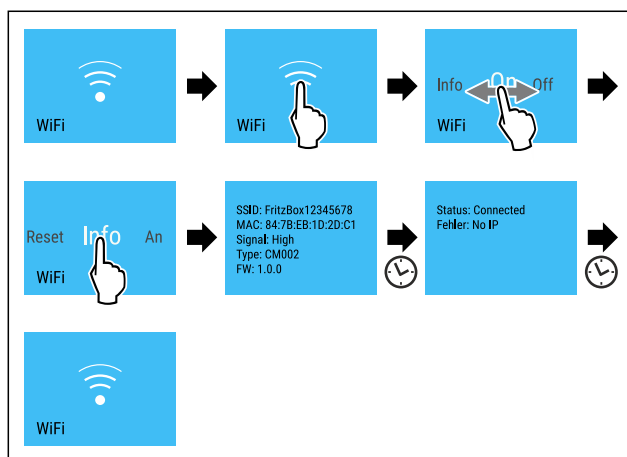 WiFi
WiFi
Info On Off
WiFi
Reset Info An
WiFi
SSID: FritzBox12345678
MAC: 84:7B:EB:1D:2D:C1
Signal: High
Type: CM002
FW: 1.0.0
Status: Connected
Fehler: No IP
WiFi